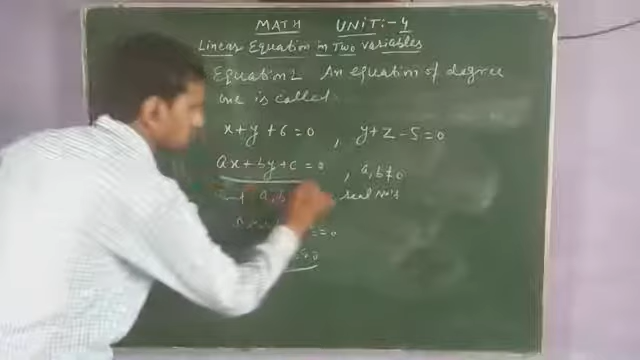 MATH UNIT:- 4
Linear Equation in Two variables
Equation:- An equation of degree
one is called
x+y+6=0 , y+z-5=0
ax+by+c=0 , a,b≠0
a, b real No's
=0